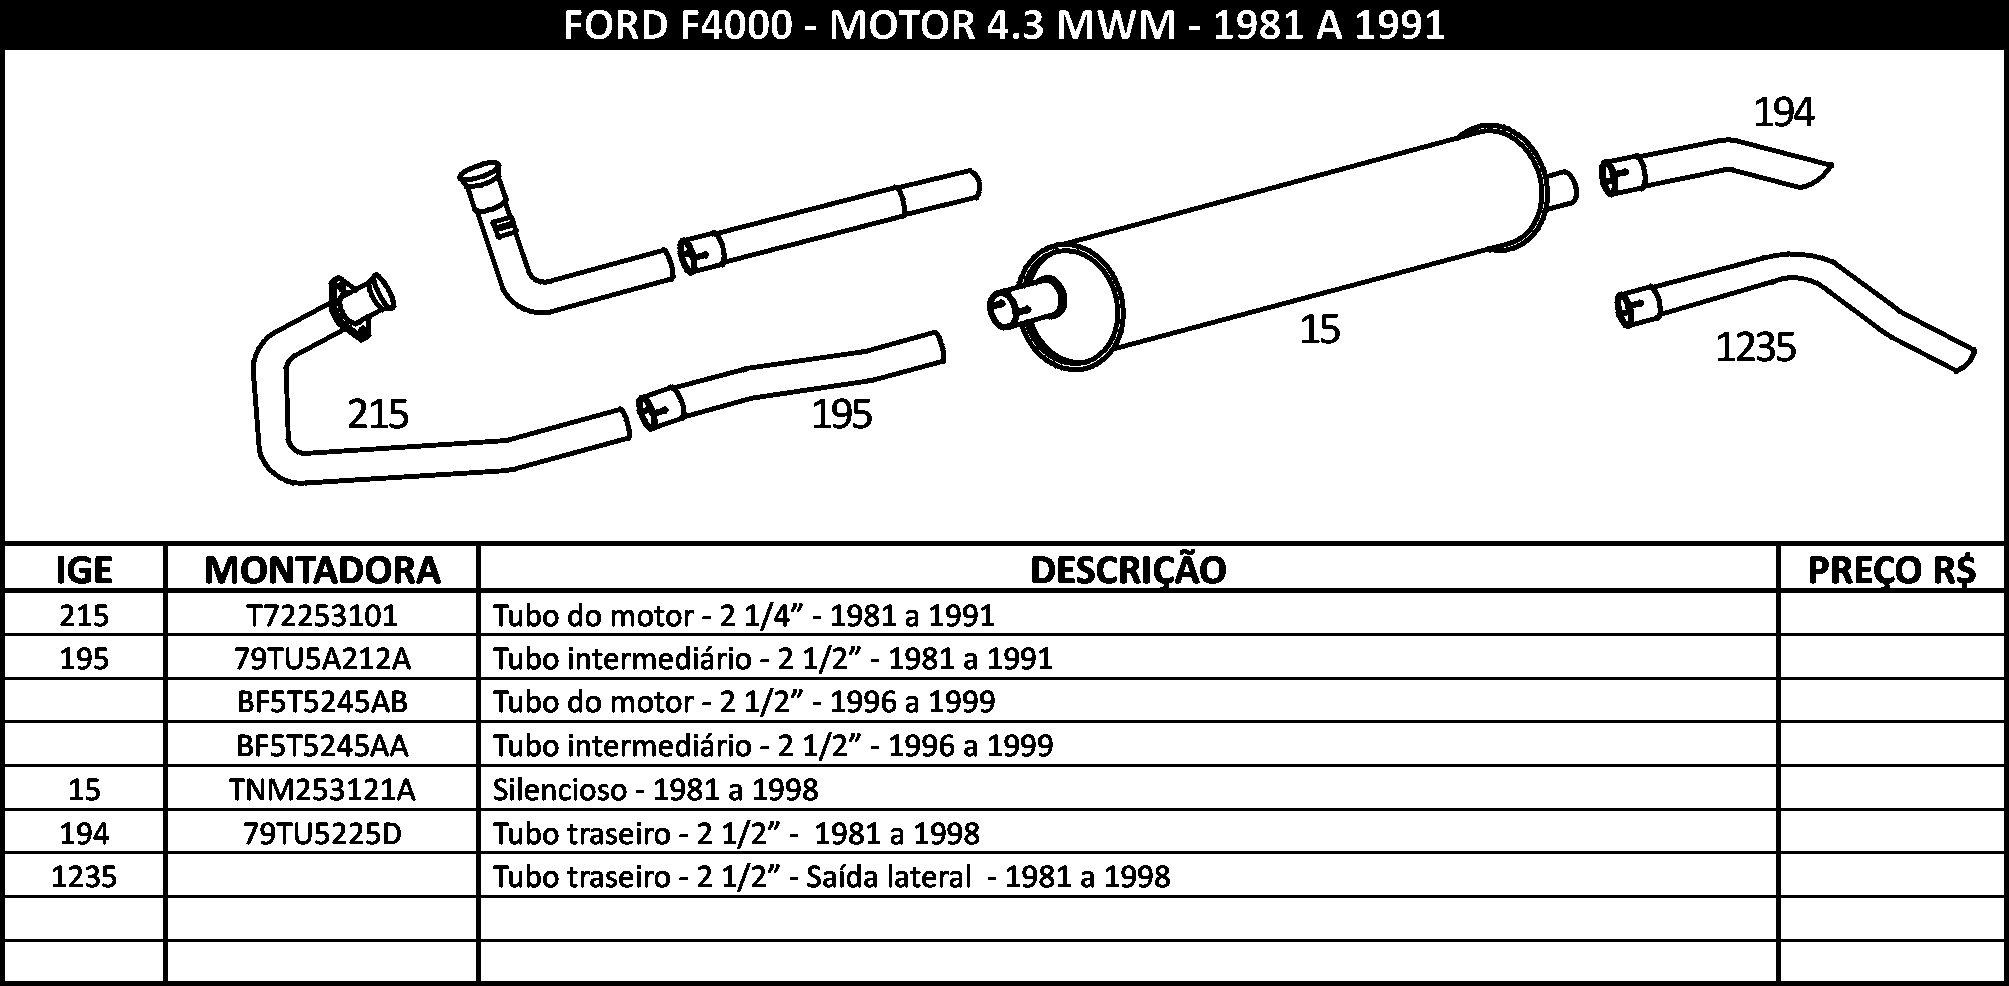 FORD F4000 - MOTOR 4.3 MWM - 1981 A 1991
194
15
1235
215
195
IGE MONTADORA DESCRIÇÃO PREÇO R$
215 T72253101 Tubo do motor - 2 1/4” - 1981 a 1991
195 79TU5A212A Tubo intermediário - 2 1/2” - 1981 a 1991
BF5T5245AB Tubo do motor - 2 1/2” - 1996 a 1999
BF5T5245AA Tubo intermediário - 2 1/2” - 1996 a 1999
15 TNM253121A Silencioso - 1981 a 1998
194 79TU5225D Tubo traseiro - 2 1/2” - 1981 a 1998
1235 Tubo traseiro - 2 1/2” - Saída lateral - 1981 a 1998